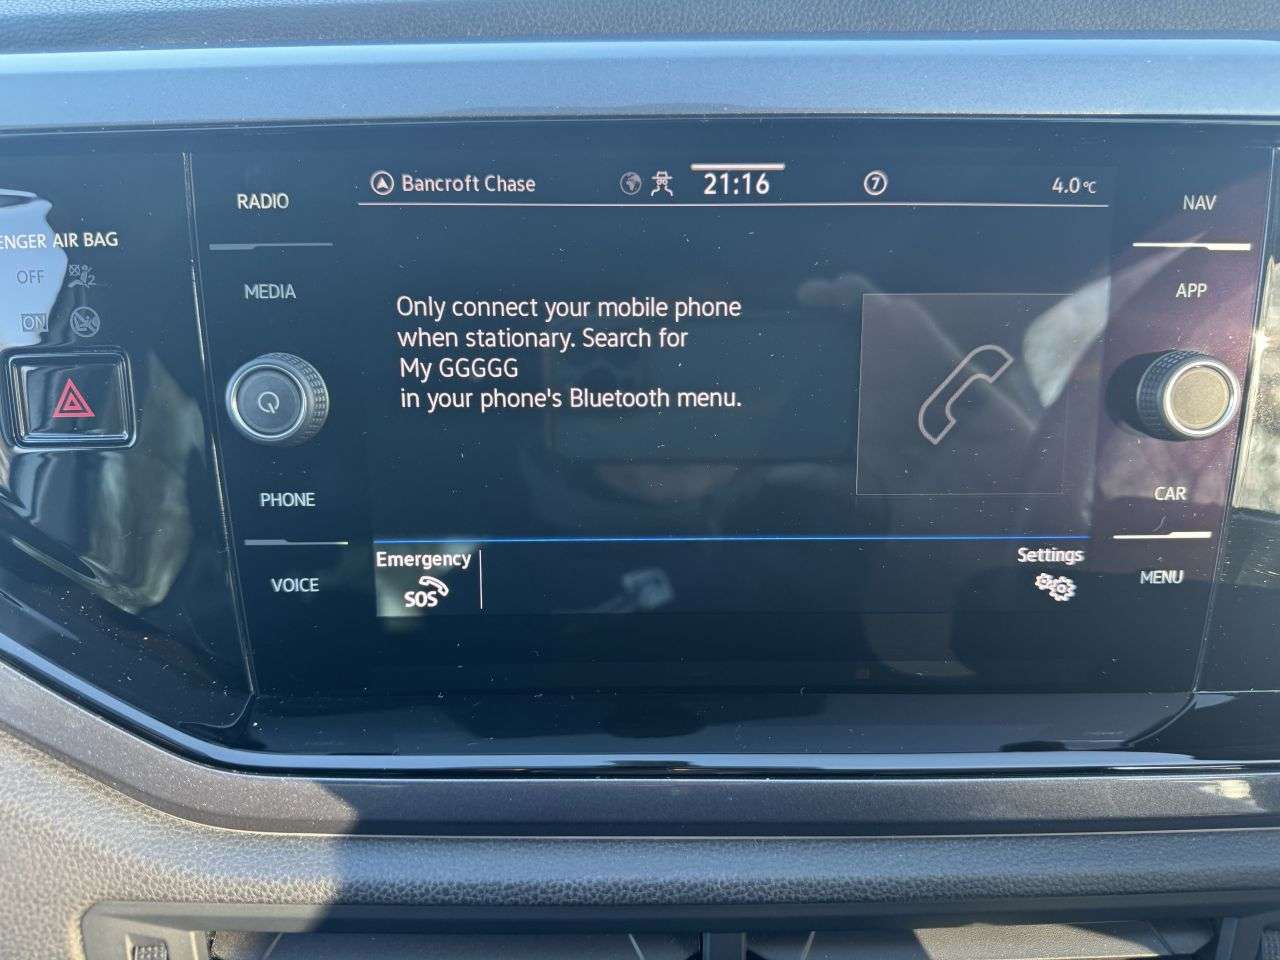 Bancroft Chase 21:16 7 4.0°C
RADIO
NAV
ENGER AIR BAG
OFF
2
ON
MEDIA
APP
Only connect your mobile phone
when stationary. Search for
My GGGGG
in your phone's Bluetooth menu.
PHONE
CAR
Emergency
SOS
Settings
VOICE
MENU